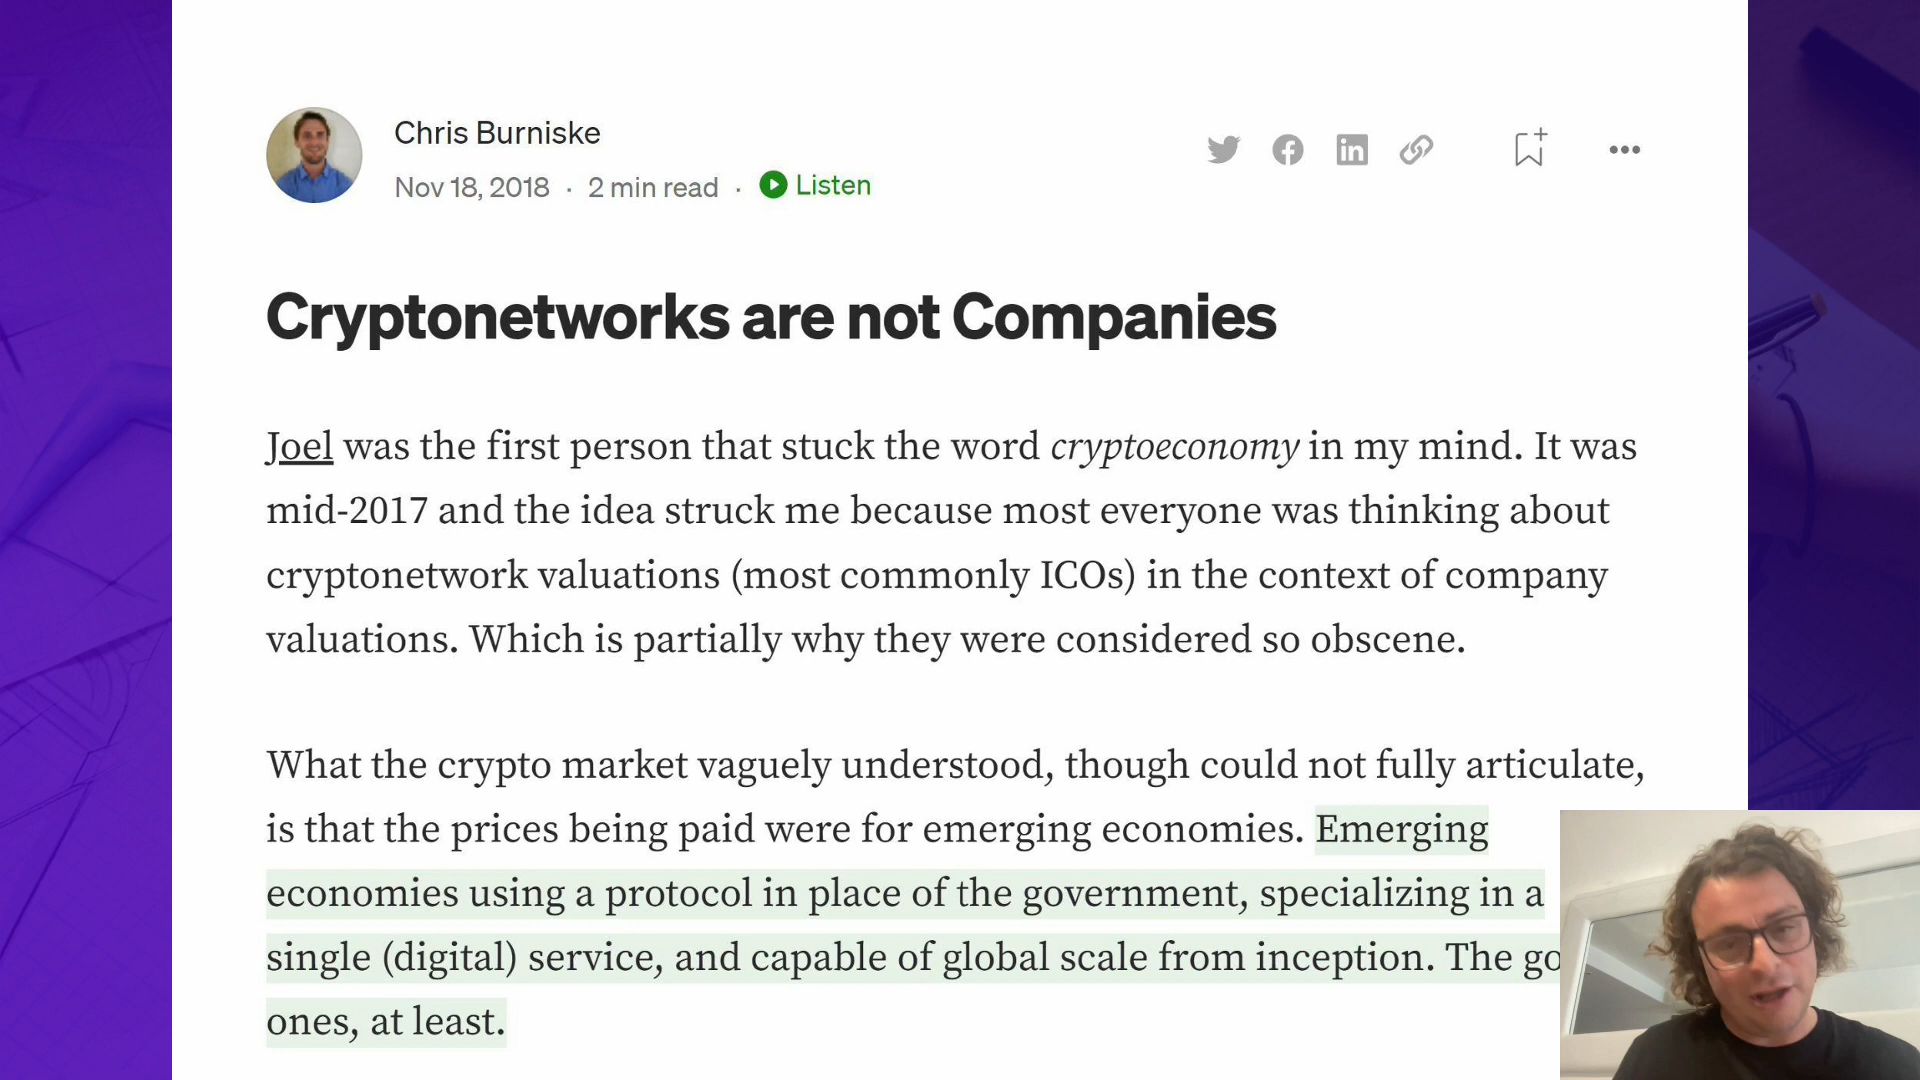 Chris Burniske
Nov 18, 2018 · 2 min read · Listen
Cryptonetworks are not Companies
Joel was the first person that stuck the word cryptoeconomy in my mind. It was
mid-2017 and the idea struck me because most everyone was thinking about
cryptonetwork valuations (most commonly ICOs) in the context of company
valuations. Which is partially why they were considered so obscene.
What the crypto market vaguely understood, though could not fully articulate,
is that the prices being paid were for emerging economies. Emerging
economies using a protocol in place of the government, specializing in a
single (digital) service, and capable of global scale from inception. The
ones, at least.